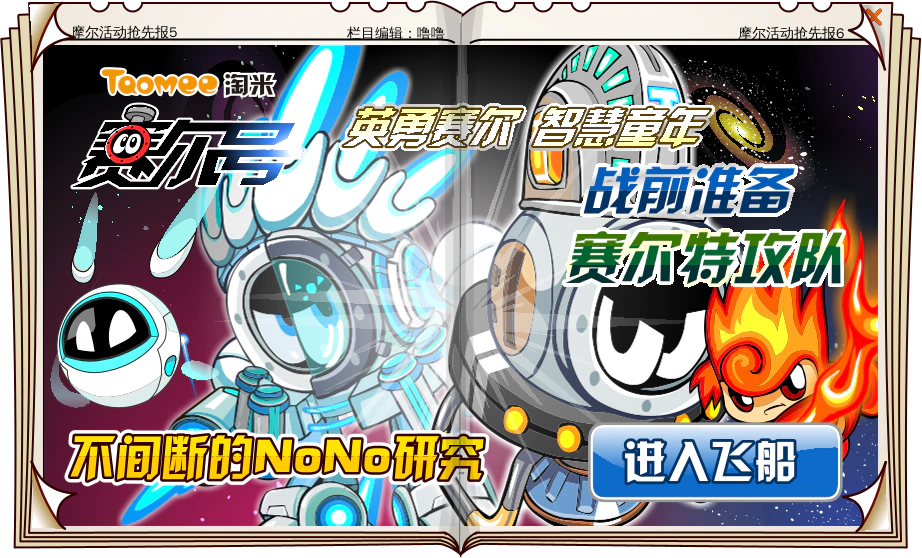 摩尔活动抢先报5
栏目编辑：噜噜
摩尔活动抢先报6
Taomee 淘米
赛尔号
英勇赛尔 智慧童年
战前准备
赛尔特攻队
不间断的NoNo研究
进入飞船